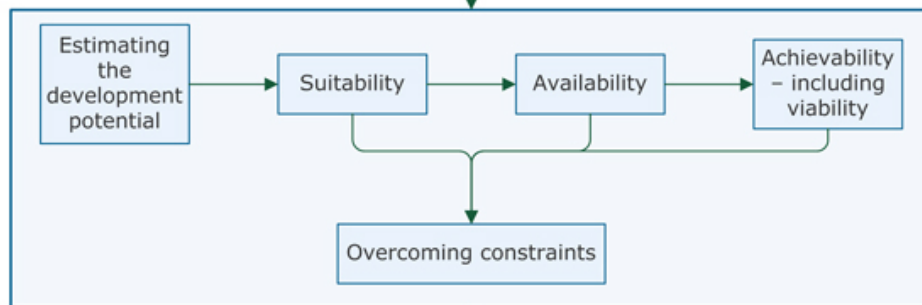 Estimating
the
development
potential
Suitability
Availability
Achievability
– including
viability
Overcoming constraints